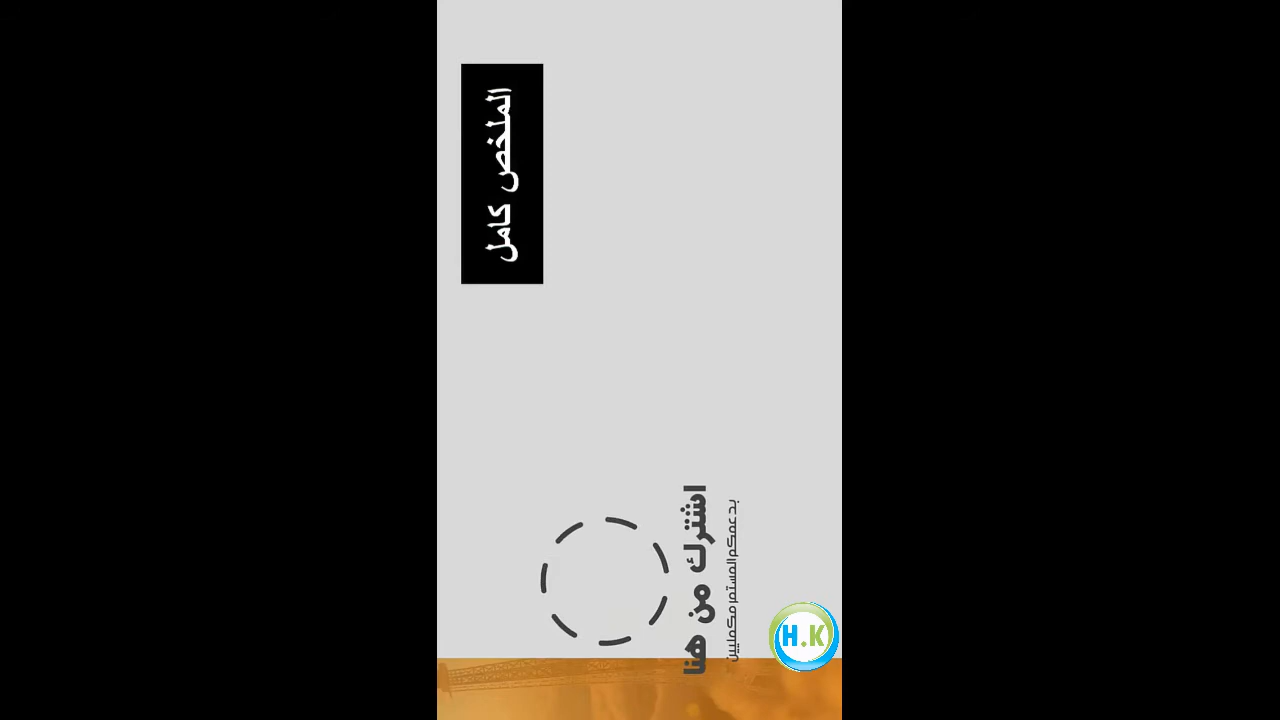 الملخص كامل
اشترك من هنا
بدعمكم المستمر مكملين
H.K